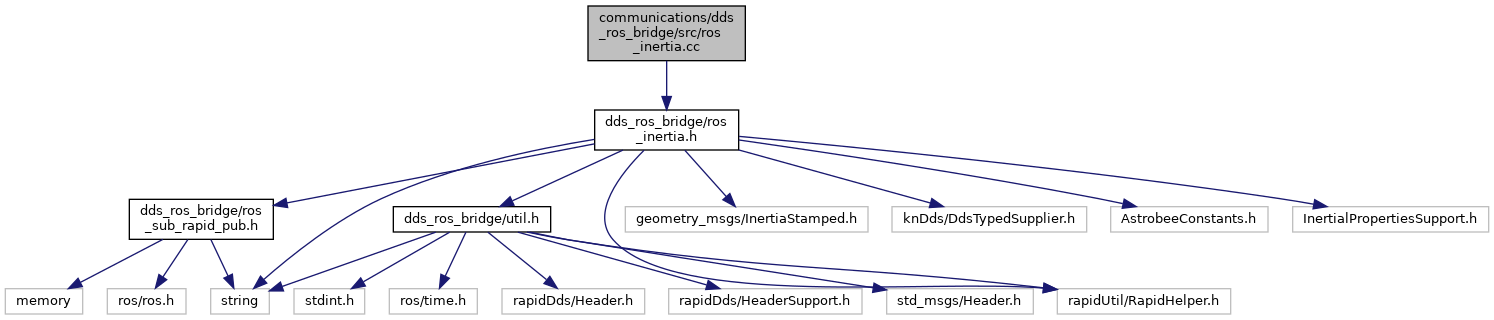 communications/dds
_ros_bridge/src/ros
_inertia.cc
dds_ros_bridge/ros
_inertia.h
dds_ros_bridge/ros
_sub_rapid_pub.h
dds_ros_bridge/util.h
geometry_msgs/InertiaStamped.h
knDds/DdsTypedSupplier.h
AstrobeeConstants.h
InertialPropertiesSupport.h
memory
ros/ros.h
string
stdint.h
ros/time.h
rapidDds/Header.h
rapidDds/HeaderSupport.h
std_msgs/Header.h
rapidUtil/RapidHelper.h